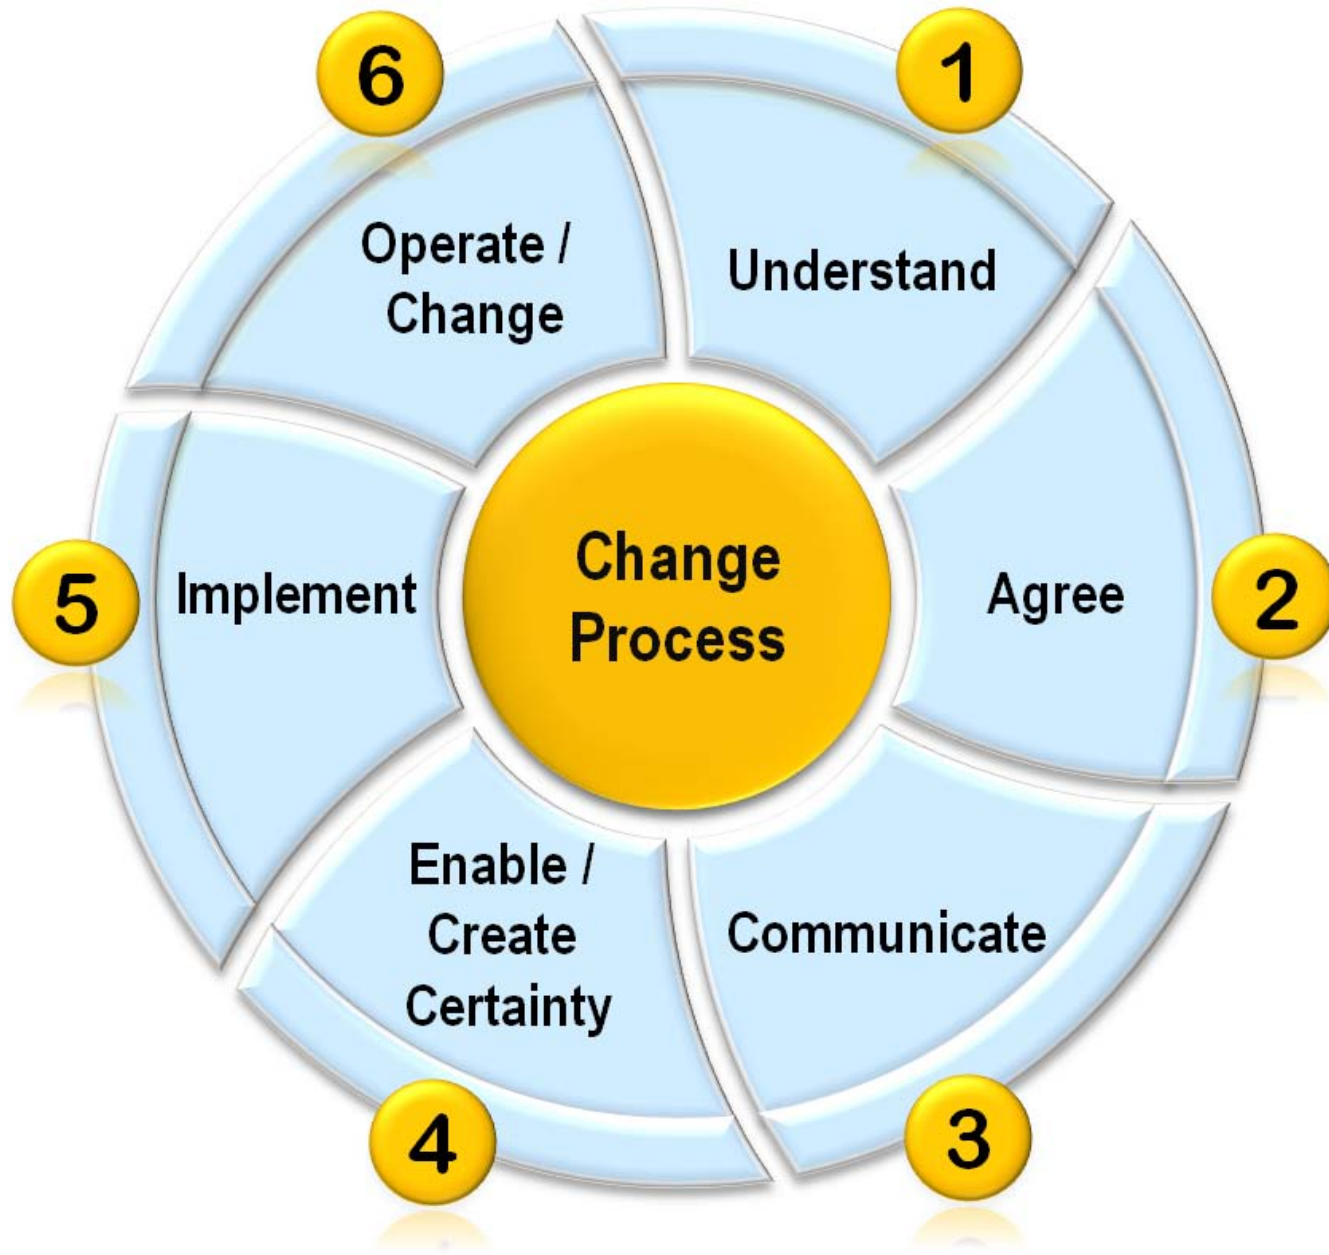 Change
Process
1
Understand
2
Agree
3
Communicate
4
Enable /
Create
Certainty
5
Implement
6
Operate /
Change